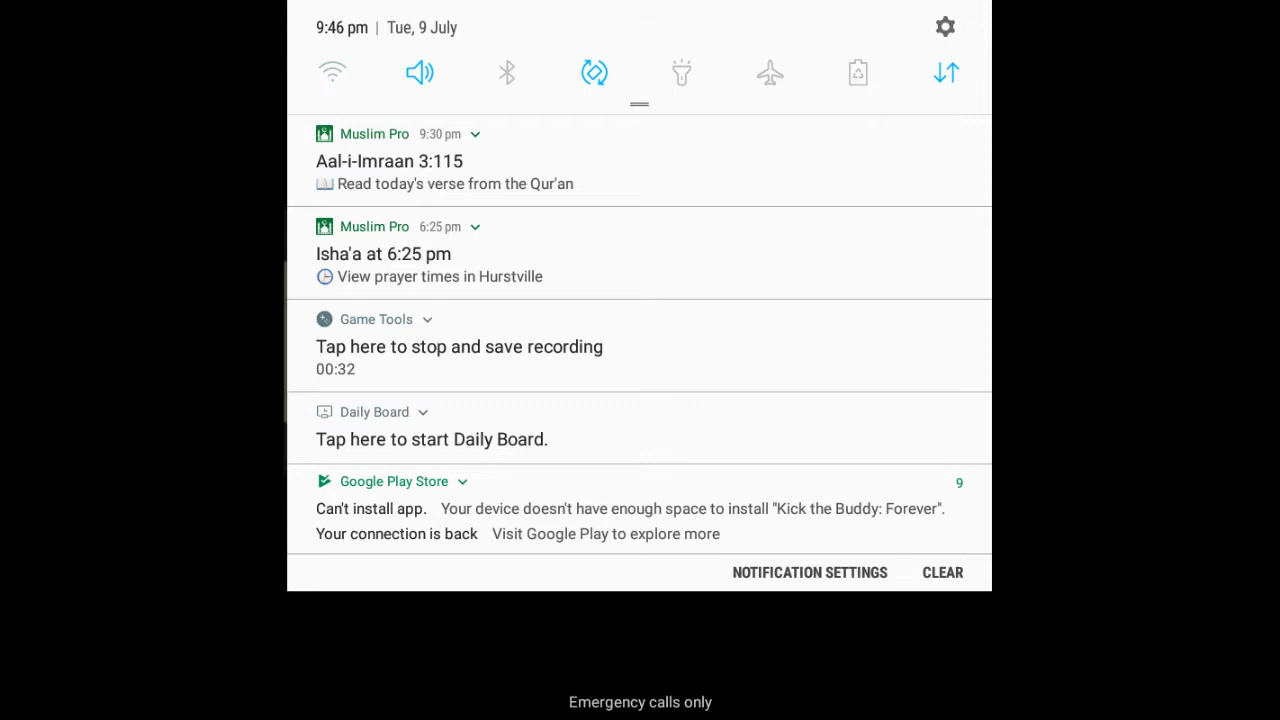 9:46 pm | Tue, 9 July
Muslim Pro 9:30 pm
Aal-i-Imraan 3:115
📖 Read today's verse from the Qur'an
Muslim Pro 6:25 pm
Isha'a at 6:25 pm
🕒 View prayer times in Hurstville
Game Tools
Tap here to stop and save recording
00:32
Daily Board
Tap here to start Daily Board.
Google Play Store 9
Can't install app. Your device doesn't have enough space to install "Kick the Buddy: Forever".
Your connection is back Visit Google Play to explore more
NOTIFICATION SETTINGS CLEAR
Emergency calls only